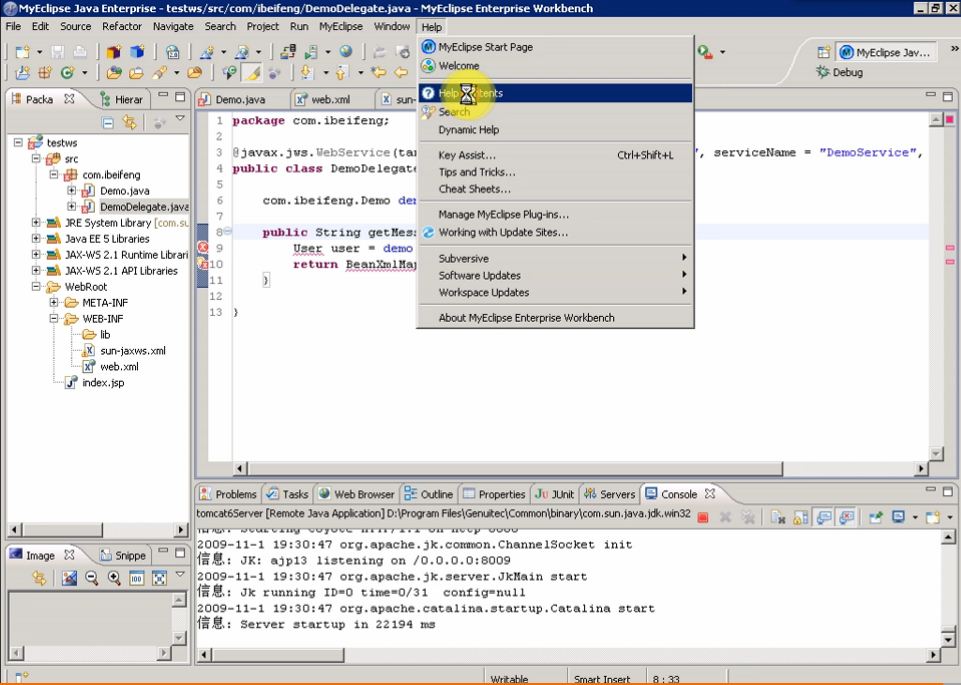 MyEclipse Java Enterprise - testws/src/com/ibeifeng/DemoDelegate.java - MyEclipse Enterprise Workbench
File Edit Source Refactor Navigate Search Project Run MyEclipse Window Help
MyEclipse Jav...
Debug
MyEclipse Start Page
Welcome
Help
Search
Dynamic Help
Key Assist... Ctrl+Shift+L
Tips and Tricks...
Cheat Sheets...
Manage MyEclipse Plug-ins...
Working with Update Sites...
Subversive
Software Updates
Workspace Updates
About MyEclipse Enterprise Workbench
Packa Hierar
testws
src
com.ibeifeng
Demo.java
DemoDelegate.java
JRE System Library [com.su
Java EE 5 Libraries
JAX-WS 2.1 Runtime Librari
JAX-WS 2.1 API Libraries
WebRoot
META-INF
WEB-INF
lib
sun-jaxws.xml
web.xml
index.jsp
Demo.java web.xml sun-
1 package com.ibeifeng;
2
3 @javax.jws.WebService(tar ", serviceName = "DemoService",
4 public class DemoDelegate
5
6 com.ibeifeng.Demo dem
7
8 public String getMess
9 User user = demo
10 return BeanXmlMap
11 }
12
13 }
Problems Tasks Web Browser Outline Properties JUnit Servers Console
tomcat6Server [Remote Java Application] D:\Program Files\Genuitec\Common\binary\com.sun.java.jdk.win32
2009-11-1 19:30:47 org.apache.jk.common.ChannelSocket init
信息: JK: ajp13 listening on /0.0.0.0:8009
2009-11-1 19:30:47 org.apache.jk.server.JkMain start
信息: Jk running ID=0 time=0/31 config=null
2009-11-1 19:30:47 org.apache.catalina.startup.Catalina start
信息: Server startup in 22194 ms
Image Snippe
Writable Smart Insert 8 : 33